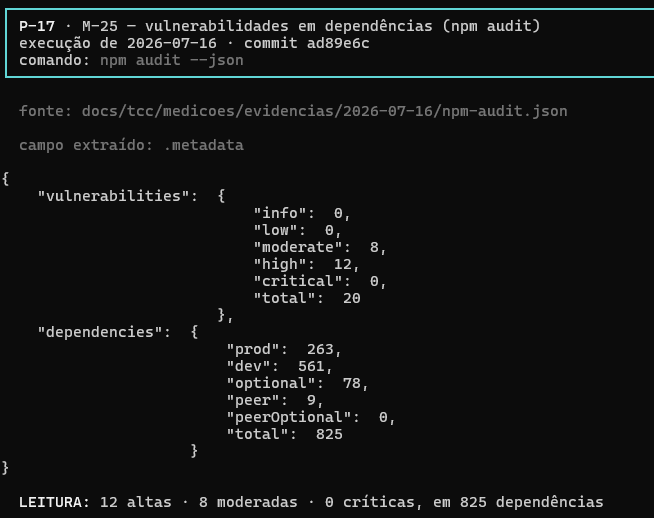 P-17 · M-25 — vulnerabilidades em dependências (npm audit)
execução de 2026-07-16 · commit ad89e6c
comando: npm audit --json
fonte: docs/tcc/medicoes/evidencias/2026-07-16/npm-audit.json
campo extraído: .metadata
{
"vulnerabilities":  {
"info":  0,
"low":  0,
"moderate":  8,
"high":  12,
"critical":  0,
"total":  20
},
"dependencies":  {
"prod":  263,
"dev":  561,
"optional":  78,
"peer":  9,
"peerOptional":  0,
"total":  825
}
}
LEITURA: 12 altas · 8 moderadas · 0 críticas, em 825 dependências